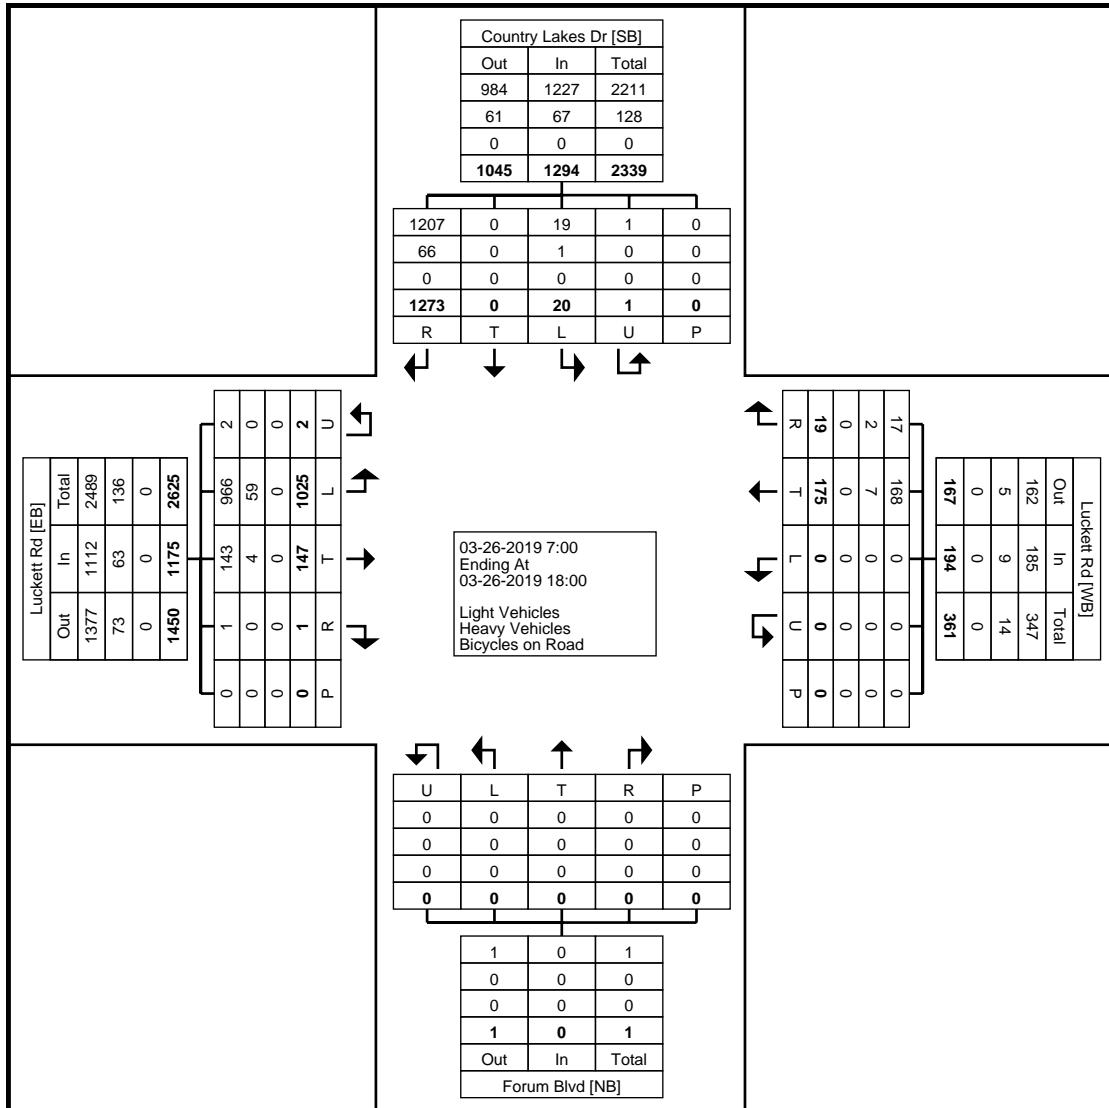 Country Lakes Dr [SB]
Out In Total
984 1227 2211
61 67 128
0 0 0
1045 1294 2339
1207 0 19 1 0
66 0 1 0 0
0 0 0 0 0
1273 0 20 1 0
R T L U P
Luckett Rd [EB]
Total In Out
2489 1112 1377
136 63 73
0 0 0
2625 1175 1450
2 966 143 1 0
0 59 4 0 0
0 0 0 0 0
2 1025 147 1 0
U L T R P
03-26-2019 7:00
Ending At
03-26-2019 18:00
Light Vehicles
Heavy Vehicles
Bicycles on Road
Luckett Rd [WB]
Out In Total
162 185 347
5 9 14
0 0 0
167 194 361
17 168 0 0 0
2 7 0 0 0
0 0 0 0 0
19 175 0 0 0
R T L U P
U L T R P
0 0 0 0 0
0 0 0 0 0
0 0 0 0 0
0 0 0 0 0
1 0 1
0 0 0
0 0 0
1 0 1
Out In Total
Forum Blvd [NB]